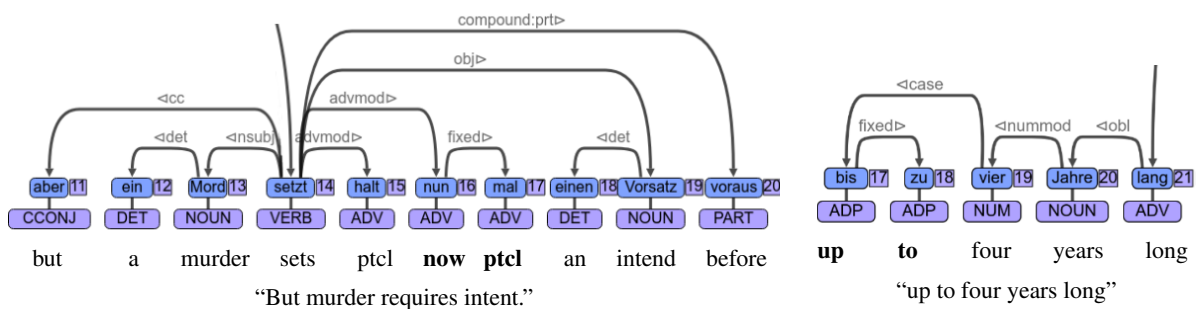 compound:prt⊳
obj⊳
⊲cc advmod⊳
⊲det ⊲nsubj advmod⊳ fixed⊳ ⊲det
aber 11 ein 12 Mord 13 setzt 14 halt 15 nun 16 mal 17 einen 18 Vorsatz 19 voraus 20
CCONJ DET NOUN VERB ADV ADV ADV DET NOUN PART
but a murder sets ptcl now ptcl an intend before
“But murder requires intent.”
⊲case
fixed⊳ ⊲nummod ⊲obl
bis 17 zu 18 vier 19 Jahre 20 lang 21
ADP ADP NUM NOUN ADV
up to four years long
“up to four years long”